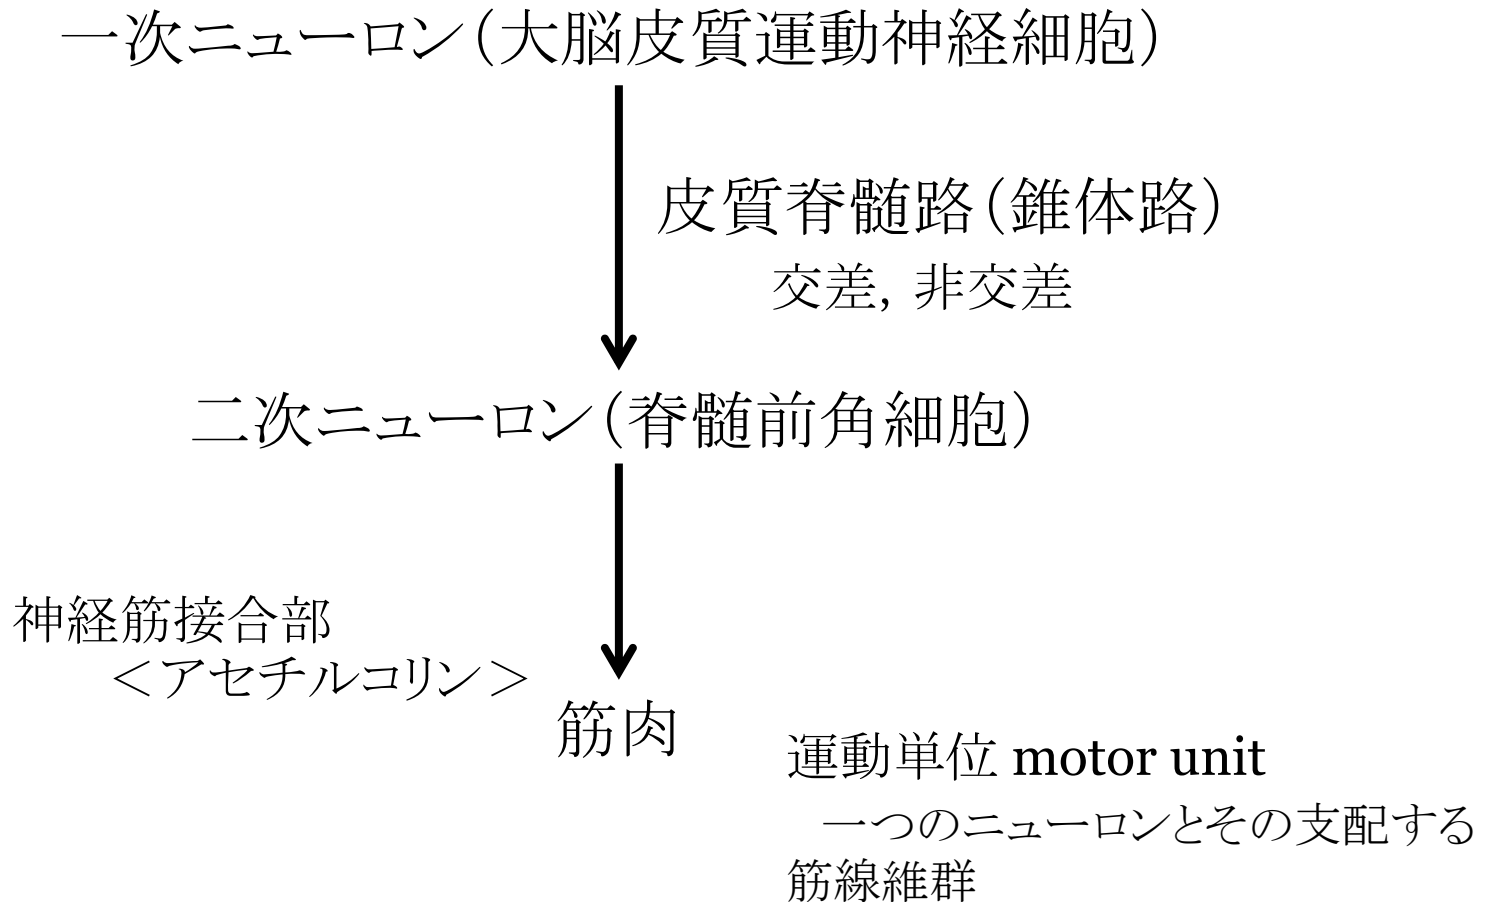 一次ニューロン(大脳皮質運動神経細胞)
皮質脊髄路(錐体路)
交差, 非交差
二次ニューロン(脊髄前角細胞)
神経筋接合部
<アセチルコリン>
筋肉
運動単位 motor unit
一つのニューロンとその支配する
筋線維群